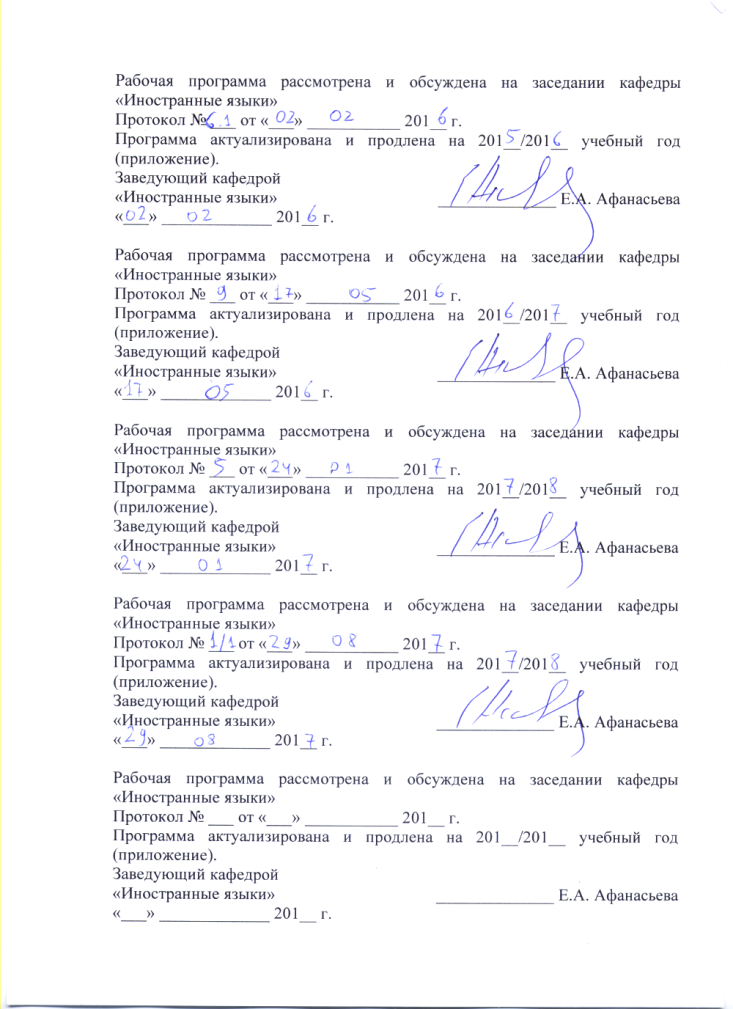 Рабочая программа рассмотрена и обсуждена на заседании кафедры
«Иностранные языки»
Протокол № 6.1 от «02» 02 2016 г.
Программа актуализирована и продлена на 2015/2016 учебный год
(приложение).
Заведующий кафедрой
«Иностранные языки» ______________ Е.А. Афанасьева
«02» 02 2016 г.
Рабочая программа рассмотрена и обсуждена на заседании кафедры
«Иностранные языки»
Протокол № 9 от «17» 05 2016 г.
Программа актуализирована и продлена на 2016/2017 учебный год
(приложение).
Заведующий кафедрой
«Иностранные языки» ______________ Е.А. Афанасьева
«17» 05 2016 г.
Рабочая программа рассмотрена и обсуждена на заседании кафедры
«Иностранные языки»
Протокол № 5 от «24» 01 2017 г.
Программа актуализирована и продлена на 2017/2018 учебный год
(приложение).
Заведующий кафедрой
«Иностранные языки» ______________ Е.А. Афанасьева
«24» 01 2017 г.
Рабочая программа рассмотрена и обсуждена на заседании кафедры
«Иностранные языки»
Протокол № 1/1 от «29» 08 2017 г.
Программа актуализирована и продлена на 2017/2018 учебный год
(приложение).
Заведующий кафедрой
«Иностранные языки» ______________ Е.А. Афанасьева
«29» 08 2017 г.
Рабочая программа рассмотрена и обсуждена на заседании кафедры
«Иностранные языки»
Протокол № ___ от «___» ___________ 201__ г.
Программа актуализирована и продлена на 201__/201__ учебный год
(приложение).
Заведующий кафедрой
«Иностранные языки» ______________ Е.А. Афанасьева
«___» _____________ 201__ г.